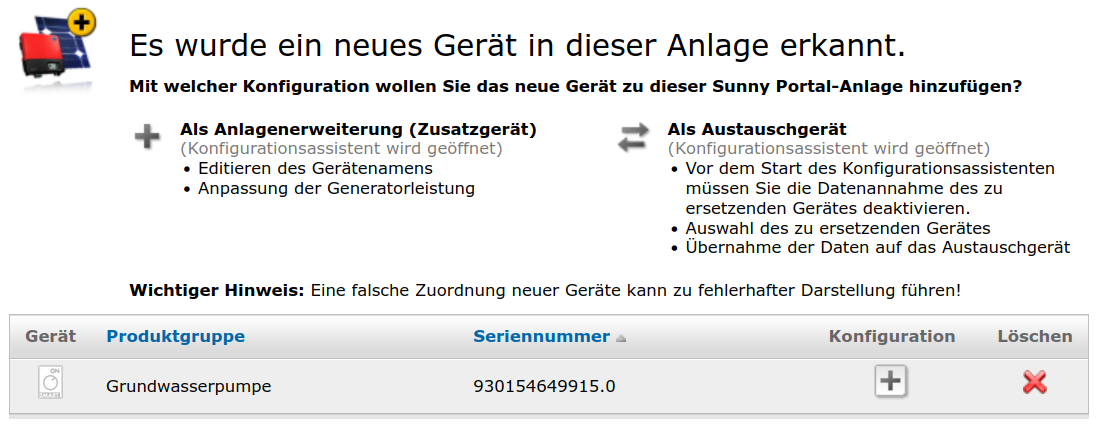 Es wurde ein neues Gerät in dieser Anlage erkannt.
Mit welcher Konfiguration wollen Sie das neue Gerät zu dieser Sunny Portal-Anlage hinzufügen?
Als Anlagenerweiterung (Zusatzgerät)
(Konfigurationsassistent wird geöffnet)
• Editieren des Gerätenamens
• Anpassung der Generatorleistung
Als Austauschgerät
(Konfigurationsassistent wird geöffnet)
• Vor dem Start des Konfigurationsassistenten
müssen Sie die Datenannahme des zu
ersetzenden Gerätes deaktivieren.
• Auswahl des zu ersetzenden Gerätes
• Übernahme der Daten auf das Austauschgerät
Wichtiger Hinweis: Eine falsche Zuordnung neuer Geräte kann zu fehlerhafter Darstellung führen!
Gerät Produktgruppe Seriennummer Konfiguration Löschen
ON
Grundwasserpumpe 930154649915.0